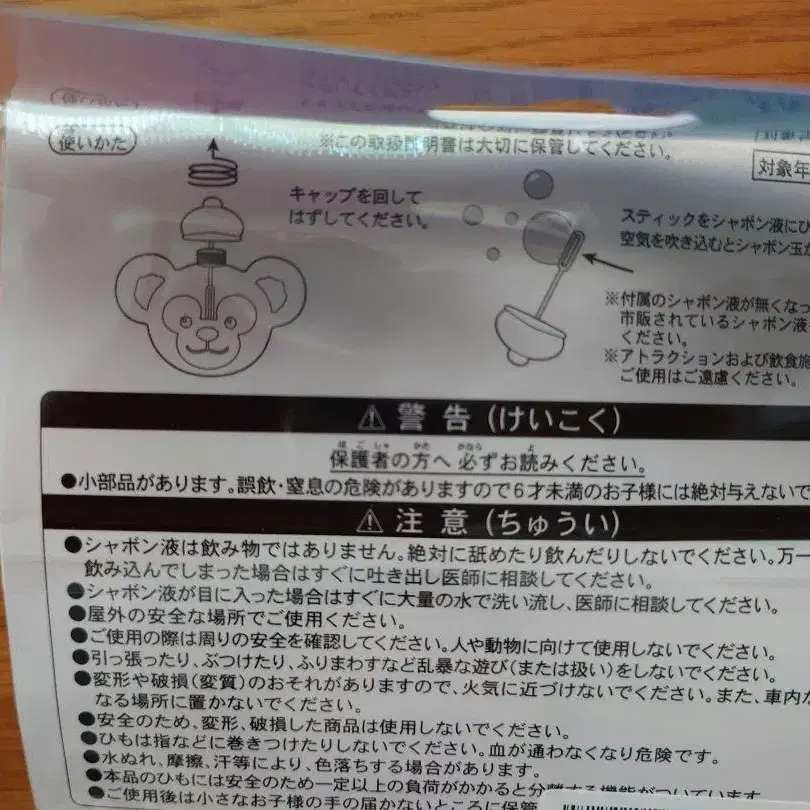 ※この取扱説明書は大切に保管してください。
使いかた
対象年
キャップを回して
はずしてください。
スティックをシャボン液にひ
空気を吹き込むとシャボン玉が
※付属のシャボン液が無くなっ
市販されているシャボン液
ください。
※アトラクションおよび飲食施
ご使用はご遠慮ください。
⚠ 警告 (けいこく)
保護者の方へ 必ずお読みください。
●小部品があります。誤飲・窒息の危険がありますので6才未満のお子様には絶対与えないで
⚠ 注意 (ちゅうい)
●シャボン液は飲み物ではありません。絶対に舐めたり飲んだりしないでください。万一
飲み込んでしまった場合はすぐに吐き出し医師に相談してください。
●シャボン液が目に入った場合はすぐに大量の水で洗い流し、医師に相談してください。
●屋外の安全な場所でご使用ください。
●ご使用の際は周りの安全を確認してください。人や動物に向けて使用しないでください。
●引っ張ったり、ぶつけたり、ふりまわすなど乱暴な遊び(または扱い)をしないでください。
●変形や破損(変質)のおそれがありますので、火気に近づけないでください。また、車内な
なる場所に置かないでください。
●安全のため、変形、破損した商品は使用しないでください。
●ひもは指などに巻きつけたりしないでください。血が通わなくなり危険です。
●水ぬれ、摩擦、汗等により、色落ちする場合があります。
●本品のひもには安全のため一定以上の負荷がかかると分離する機能がついています
●ご使用後は小さなお子様の手の届かないところに保管